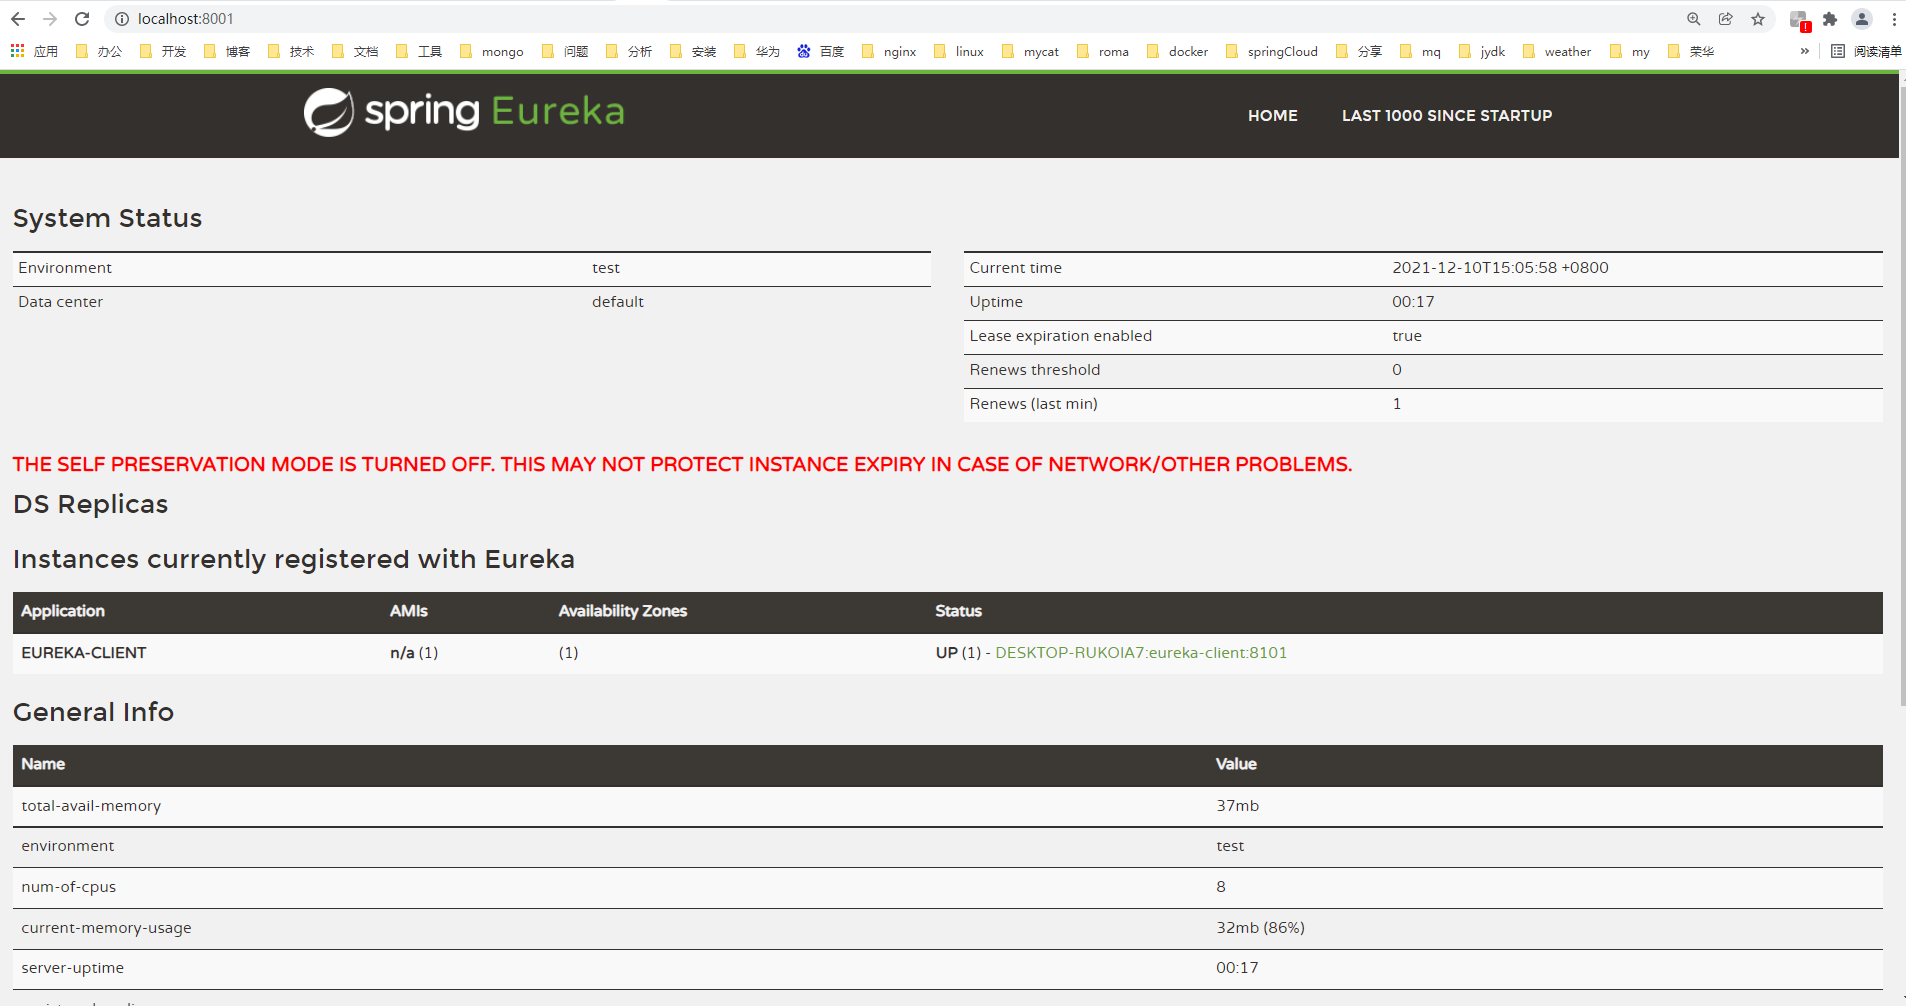 localhost:8001
应用 办公 开发 博客 技术 文档 工具 mongo 问题 分析 安装 华为 百度 nginx linux mycat roma docker springCloud 分享 mq jydk weather my 荣华 » 阅读清单
spring Eureka HOME LAST 1000 SINCE STARTUP
System Status
Environment test
Data center default
Current time 2021-12-10T15:05:58 +0800
Uptime 00:17
Lease expiration enabled true
Renews threshold 0
Renews (last min) 1
THE SELF PRESERVATION MODE IS TURNED OFF. THIS MAY NOT PROTECT INSTANCE EXPIRY IN CASE OF NETWORK/OTHER PROBLEMS.
DS Replicas
Instances currently registered with Eureka
Application AMIs Availability Zones Status
EUREKA-CLIENT n/a (1) (1) UP (1) - DESKTOP-RUKOIA7:eureka-client:8101
General Info
Name Value
total-avail-memory 37mb
environment test
num-of-cpus 8
current-memory-usage 32mb (86%)
server-uptime 00:17